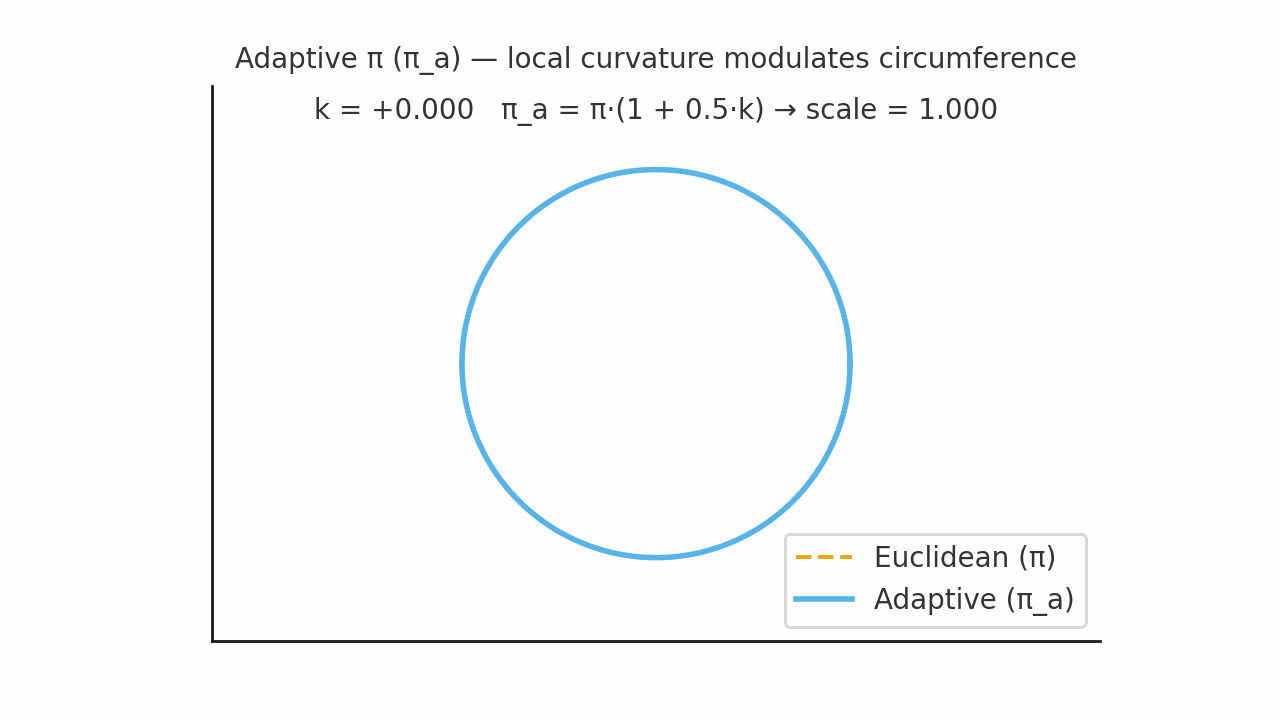 Adaptive π (π_a) — local curvature modulates circumference
k = +0.000   π_a = π·(1 + 0.5·k) → scale = 1.000
Euclidean (π)
Adaptive (π_a)